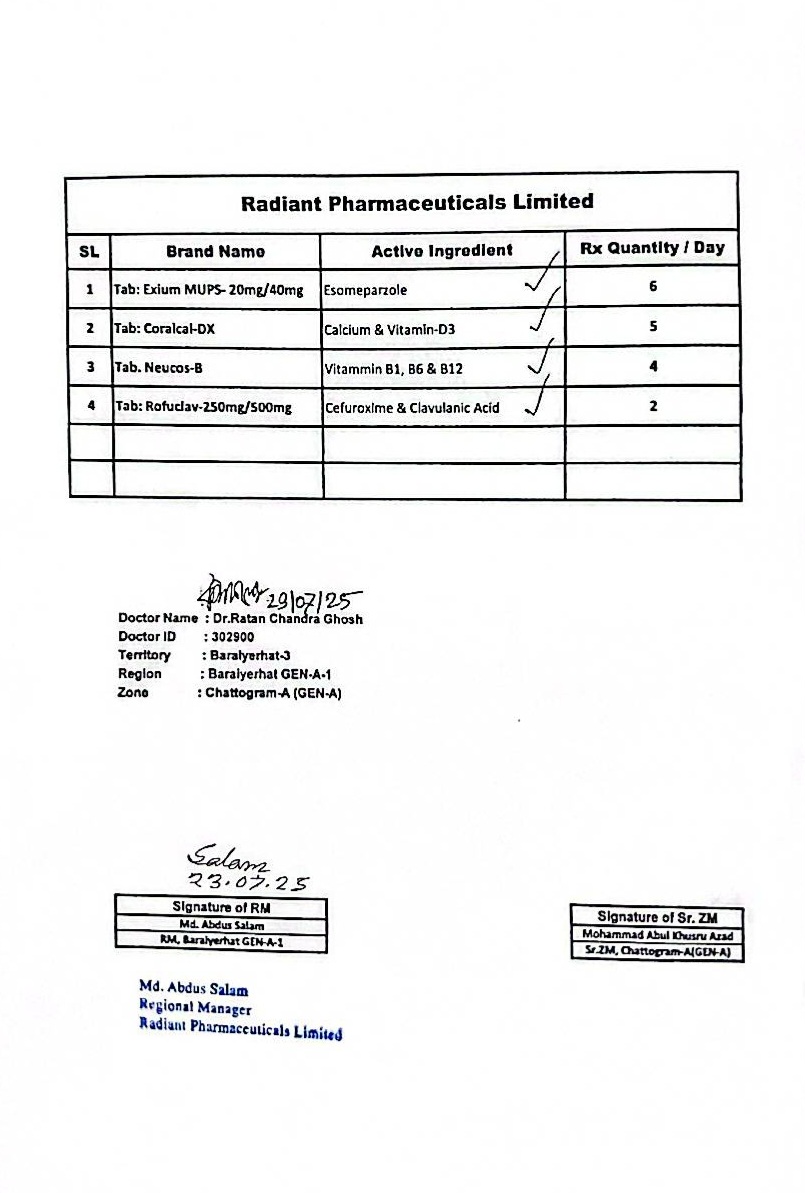 Radiant Pharmaceuticals Limited
SL Brand Name Active Ingredient Rx Quantity / Day
1 Tab: Exium MUPS- 20mg/40mg Esomeparzole 6
2 Tab: Coralcal-DX Calcium & Vitamin-D3 5
3 Tab. Neucos-B Vitammin B1, B6 & B12 4
4 Tab: Rofuclav-250mg/500mg Cefuroxime & Clavulanic Acid 2
29/07/25
Doctor Name : Dr.Ratan Chandra Ghosh
Doctor ID : 302900
Territory : Baraiyerhat-3
Region : Baraiyerhat GEN-A-1
Zone : Chattogram-A (GEN-A)
Salam
23.07.25
Signature of RM
Md. Abdus Salam
RM, Baraiyerhat GEN-A-1
Signature of Sr. ZM
Mohammad Abul Khusru Azad
Sr.ZM, Chattogram-A(GEN-A)
Md. Abdus Salam
Regional Manager
Radiant Pharmaceuticals Limited